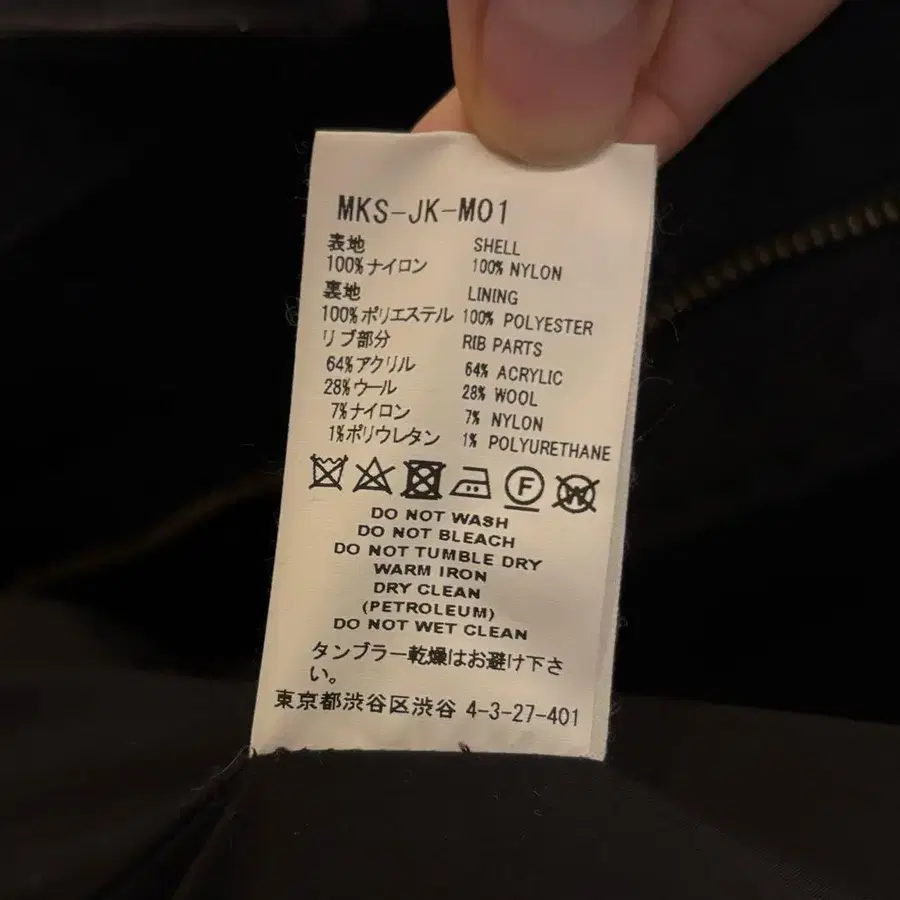 MKS-JK-M01
表地 SHELL
100%ナイロン 100% NYLON
裏地 LINING
100%ポリエステル 100% POLYESTER
リブ部分 RIB PARTS
64%アクリル 64% ACRYLIC
28%ウール 28% WOOL
7%ナイロン 7% NYLON
1%ポリウレタン 1% POLYURETHANE
F W
DO NOT WASH
DO NOT BLEACH
DO NOT TUMBLE DRY
WARM IRON
DRY CLEAN
(PETROLEUM)
DO NOT WET CLEAN
タンブラー乾燥はお避け下さ
い。
東京都渋谷区渋谷 4-3-27-401